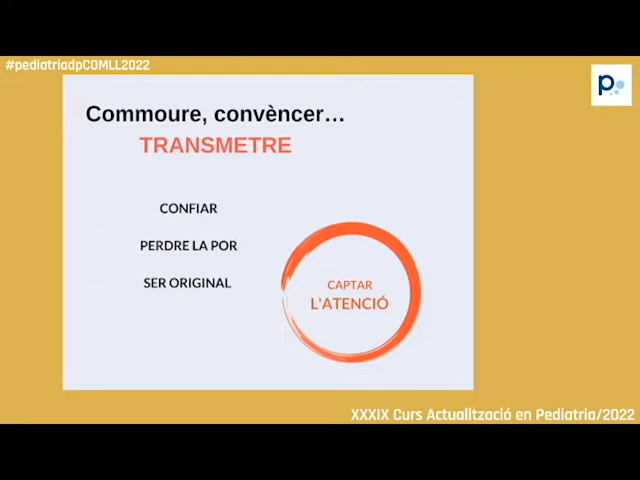 #pediatriadpCOMLL2022
p
Commoure, convèncer...
TRANSMETRE
CONFIAR
PERDRE LA POR
SER ORIGINAL
CAPTAR
L'ATENCIÓ
XXXIX Curs Actualització en Pediatria/2022